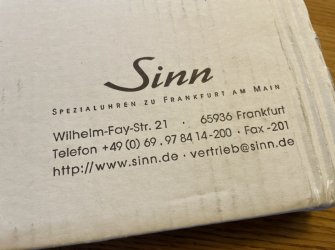 Sinn
SPEZIALUHREN ZU FRANKFURT AM MAIN
Wilhelm-Fay-Str. 21 · 65936 Frankfurt
Telefon +49 (0) 69. 97 84 14-200 · Fax -201
http://www.sinn.de · vertrieb@sinn.de